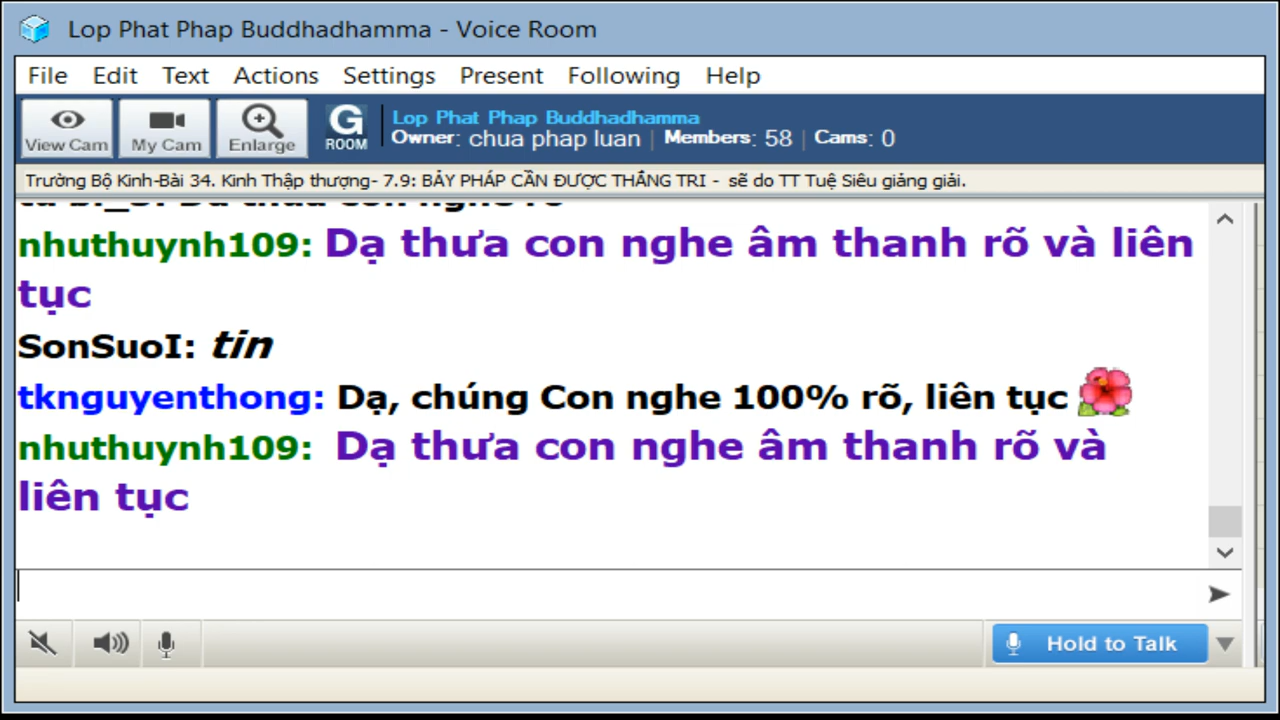 Lop Phat Phap Buddhadhamma - Voice Room
File Edit Text Actions Settings Present Following Help
View Cam My Cam Enlarge G ROOM
Lop Phat Phap Buddhadhamma
Owner: chua phap luan | Members: 58 | Cams: 0
Trường Bộ Kinh-Bài 34. Kinh Thập thượng- 7.9: BẢY PHÁP CẦN ĐƯỢC THẮNG TRI - sẽ do TT Tuệ Siêu giảng giải.
nhuthuynh109: Dạ thưa con nghe âm thanh rõ và liên
tục
SonSuoI: tin
tknguyenthong: Dạ, chúng Con nghe 100% rõ, liên tục
nhuthuynh109: Dạ thưa con nghe âm thanh rõ và
liên tục
Hold to Talk